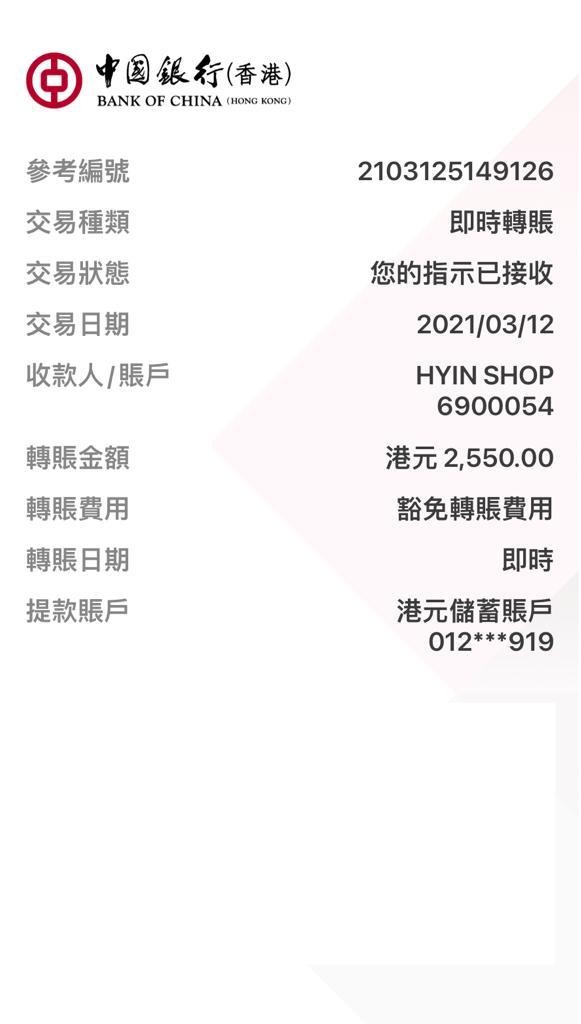 中國銀行(香港)
BANK OF CHINA (HONG KONG)
參考編號 2103125149126
交易種類 即時轉賬
交易狀態 您的指示已接收
交易日期 2021/03/12
收款人/賬戶 HYIN SHOP
6900054
轉賬金額 港元 2,550.00
轉賬費用 豁免轉賬費用
轉賬日期 即時
提款賬戶 港元儲蓄賬戶
012***919